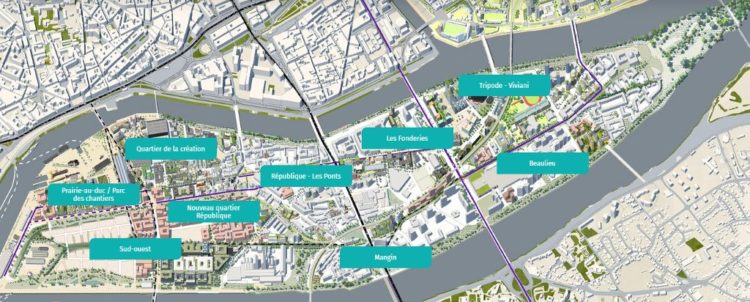 Tripode - Viviani
Les Fonderies
Quartier de la création
Beaulieu
République - Les Ponts
Prairie-au-duc / Parc
des chantiers
Nouveau quartier
République
Sud-ouest
Mangin